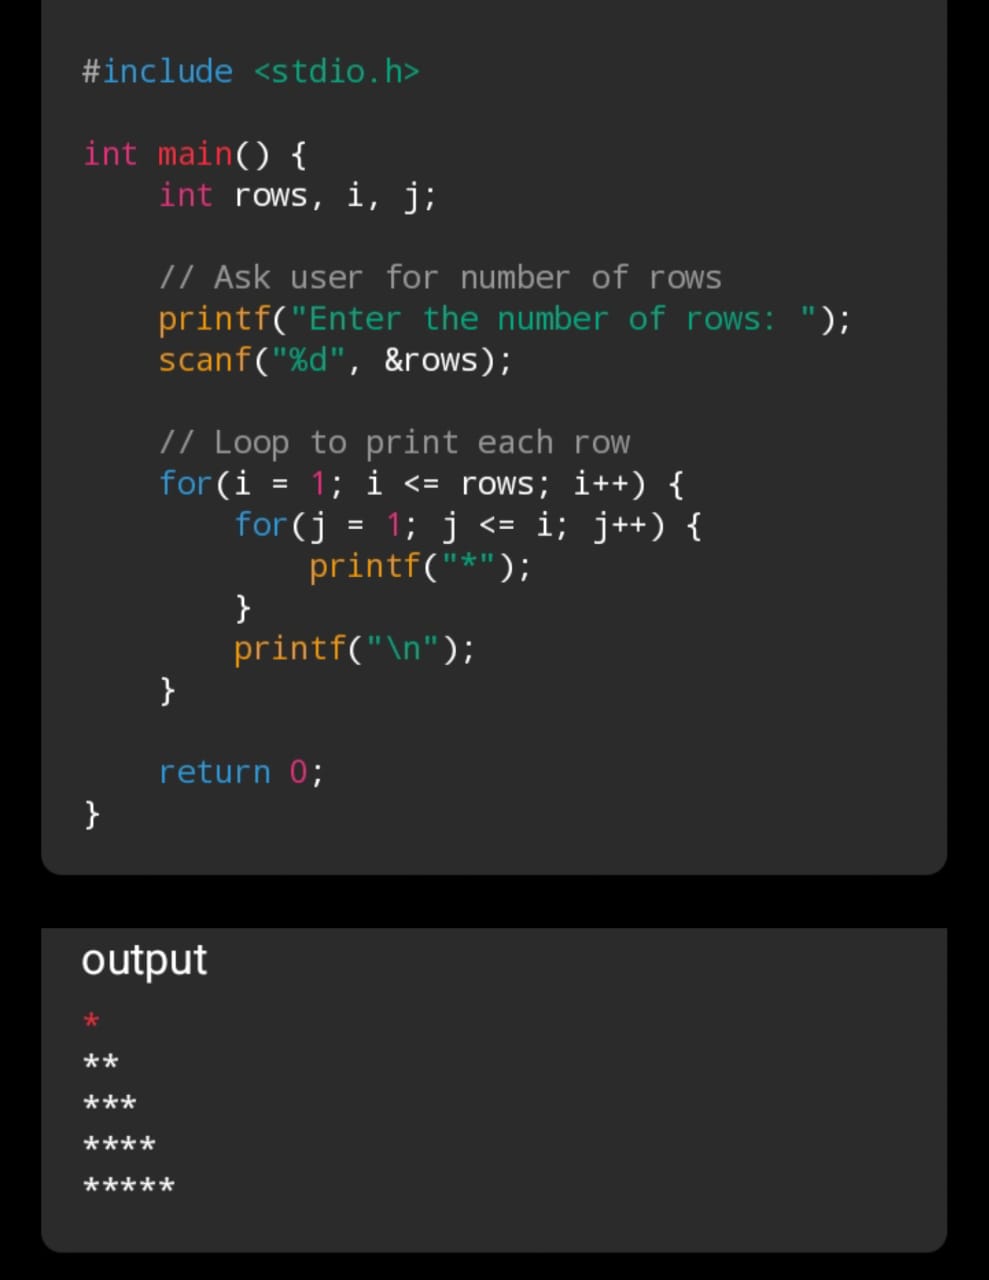 #include <stdio.h>

int main() {
    int rows, i, j;

    // Ask user for number of rows
    printf("Enter the number of rows: ");
    scanf("%d", &rows);

    // Loop to print each row
    for(i = 1; i <= rows; i++) {
        for(j = 1; j <= i; j++) {
            printf("*");
        }
        printf("\n");
    }

    return 0;
}
output
*
**
***
****
*****